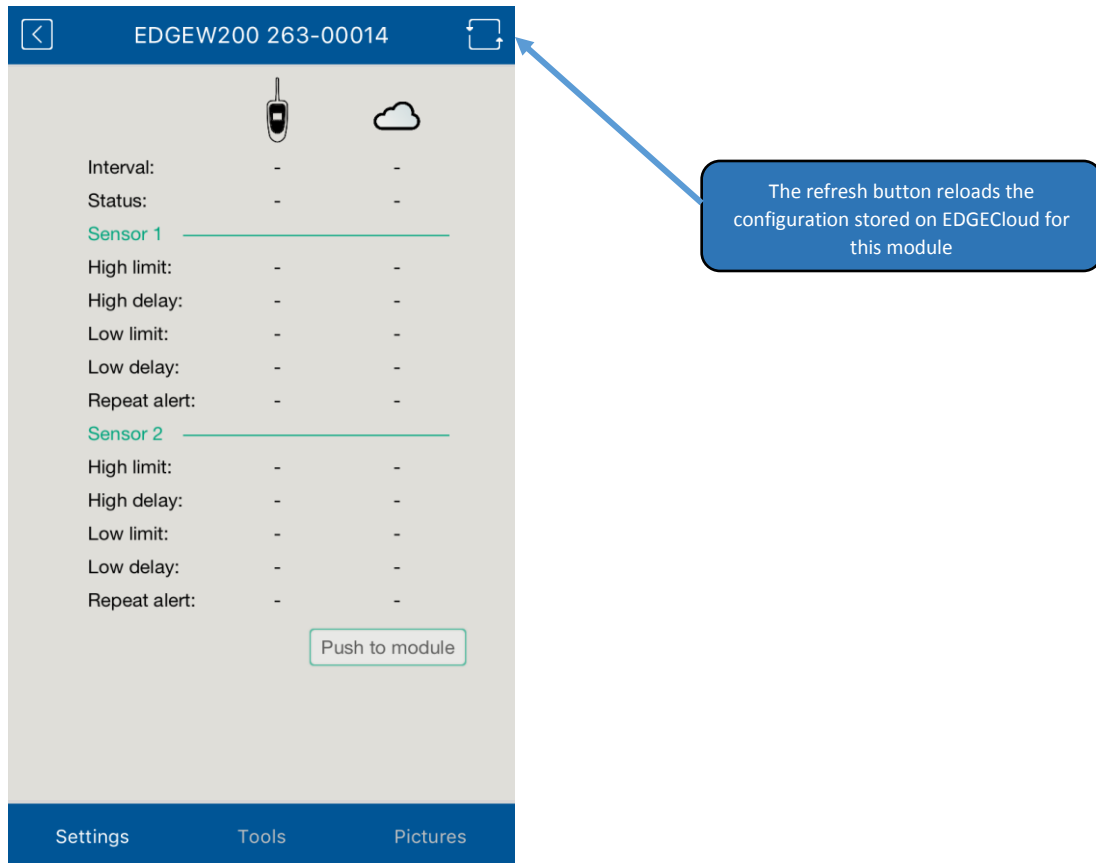 EDGEW200 263-00014
Interval: - -
Status: - -
Sensor 1
High limit: - -
High delay: - -
Low limit: - -
Low delay: - -
Repeat alert: - -
Sensor 2
High limit: - -
High delay: - -
Low limit: - -
Low delay: - -
Repeat alert: - -
Push to module
Settings Tools Pictures
The refresh button reloads the
configuration stored on EDGECloud for
this module